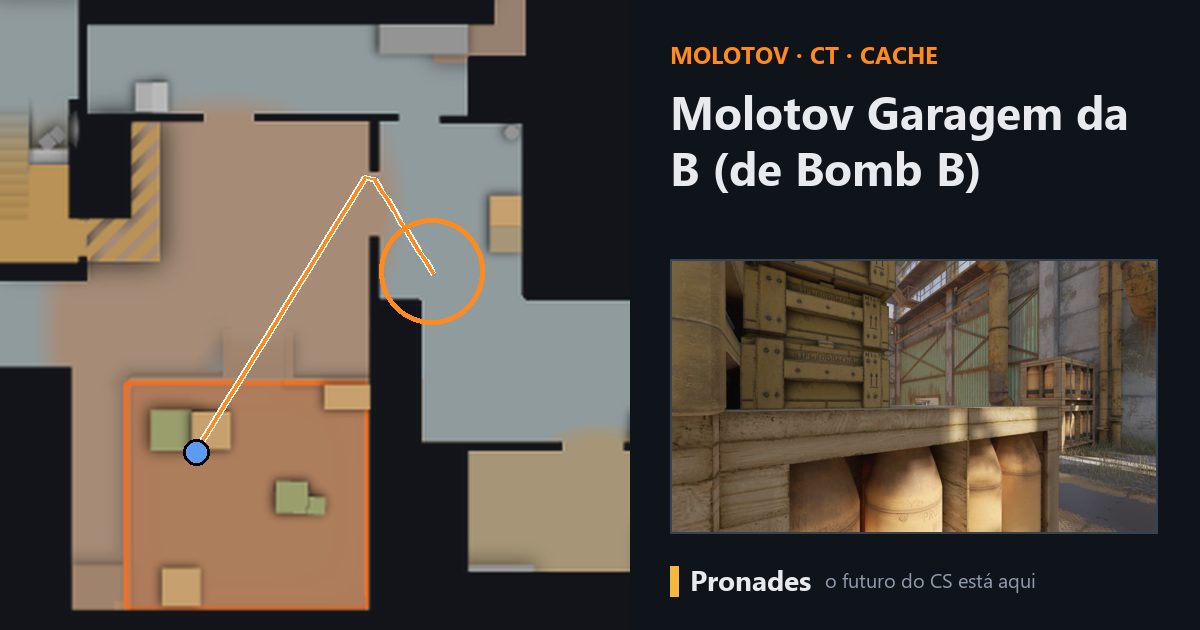 MOLOTOV · CT · CACHE
Molotov Garagem da
B (de Bomb B)
Pronades o futuro do CS está aqui